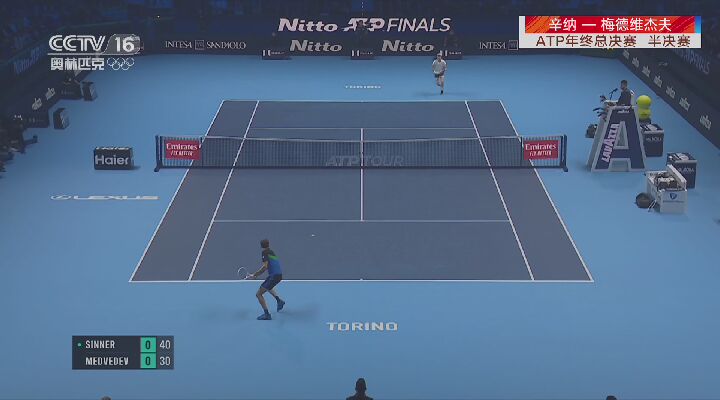 Nitto ATP FINALS
辛纳 — 梅德维杰夫
ATP年终总决赛 半决赛
CCTV 16
奥林匹克
INTESA SANPAOLO
Nitto
Nitto
INTESA
TORINO
Emirates
FLY BETTER
Emirates
FLY BETTER
Haier
ATP TOUR
LAVAZZA
LEXUS
TORINO
SINNER 0 40
MEDVEDEV 0 30